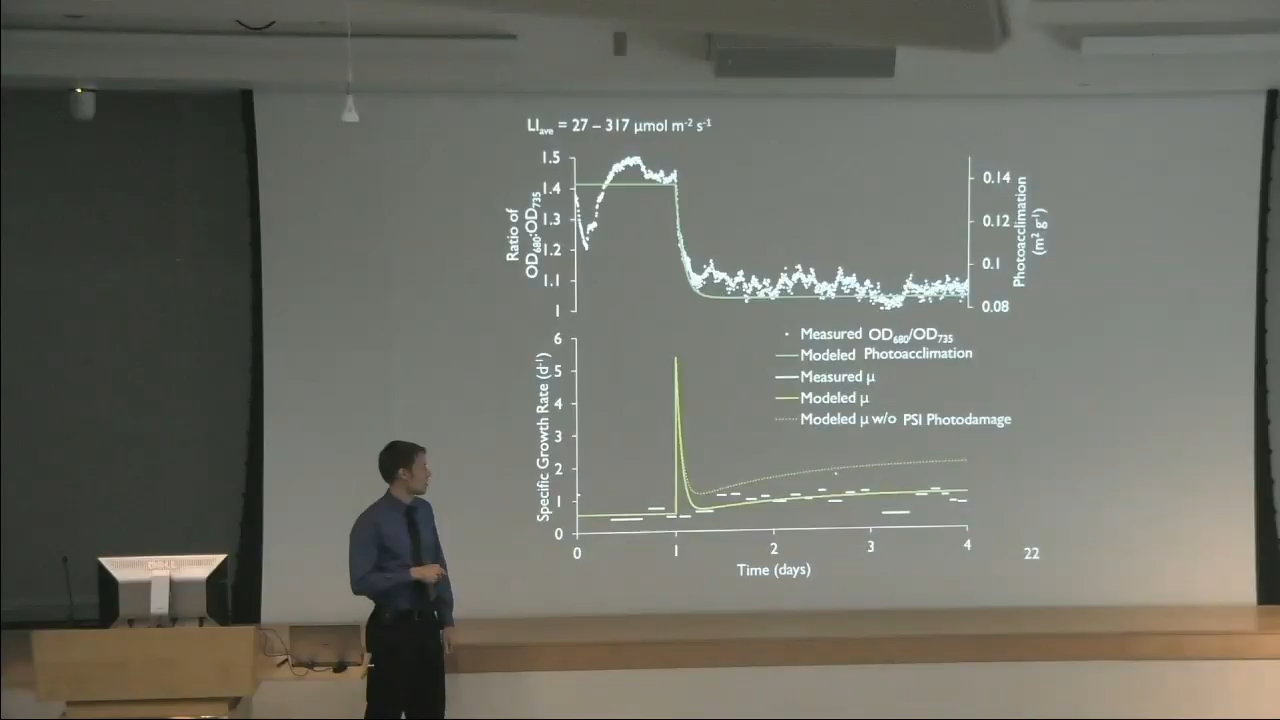 LIave = 27 – 317 µmol m-2 s-1
1.5
1.4
1.3
1.2
1.1
1
Ratio of
OD680:OD735
0.14
0.12
0.1
0.08
Photoacclimation
(m2 g-1)
Measured OD680/OD735
Modeled Photoacclimation
Measured µ
Modeled µ
Modeled µ w/o PSI Photodamage
6
5
4
3
2
1
0
Specific Growth Rate (d-1)
0 1 2 3 4
Time (days)
22
DELL